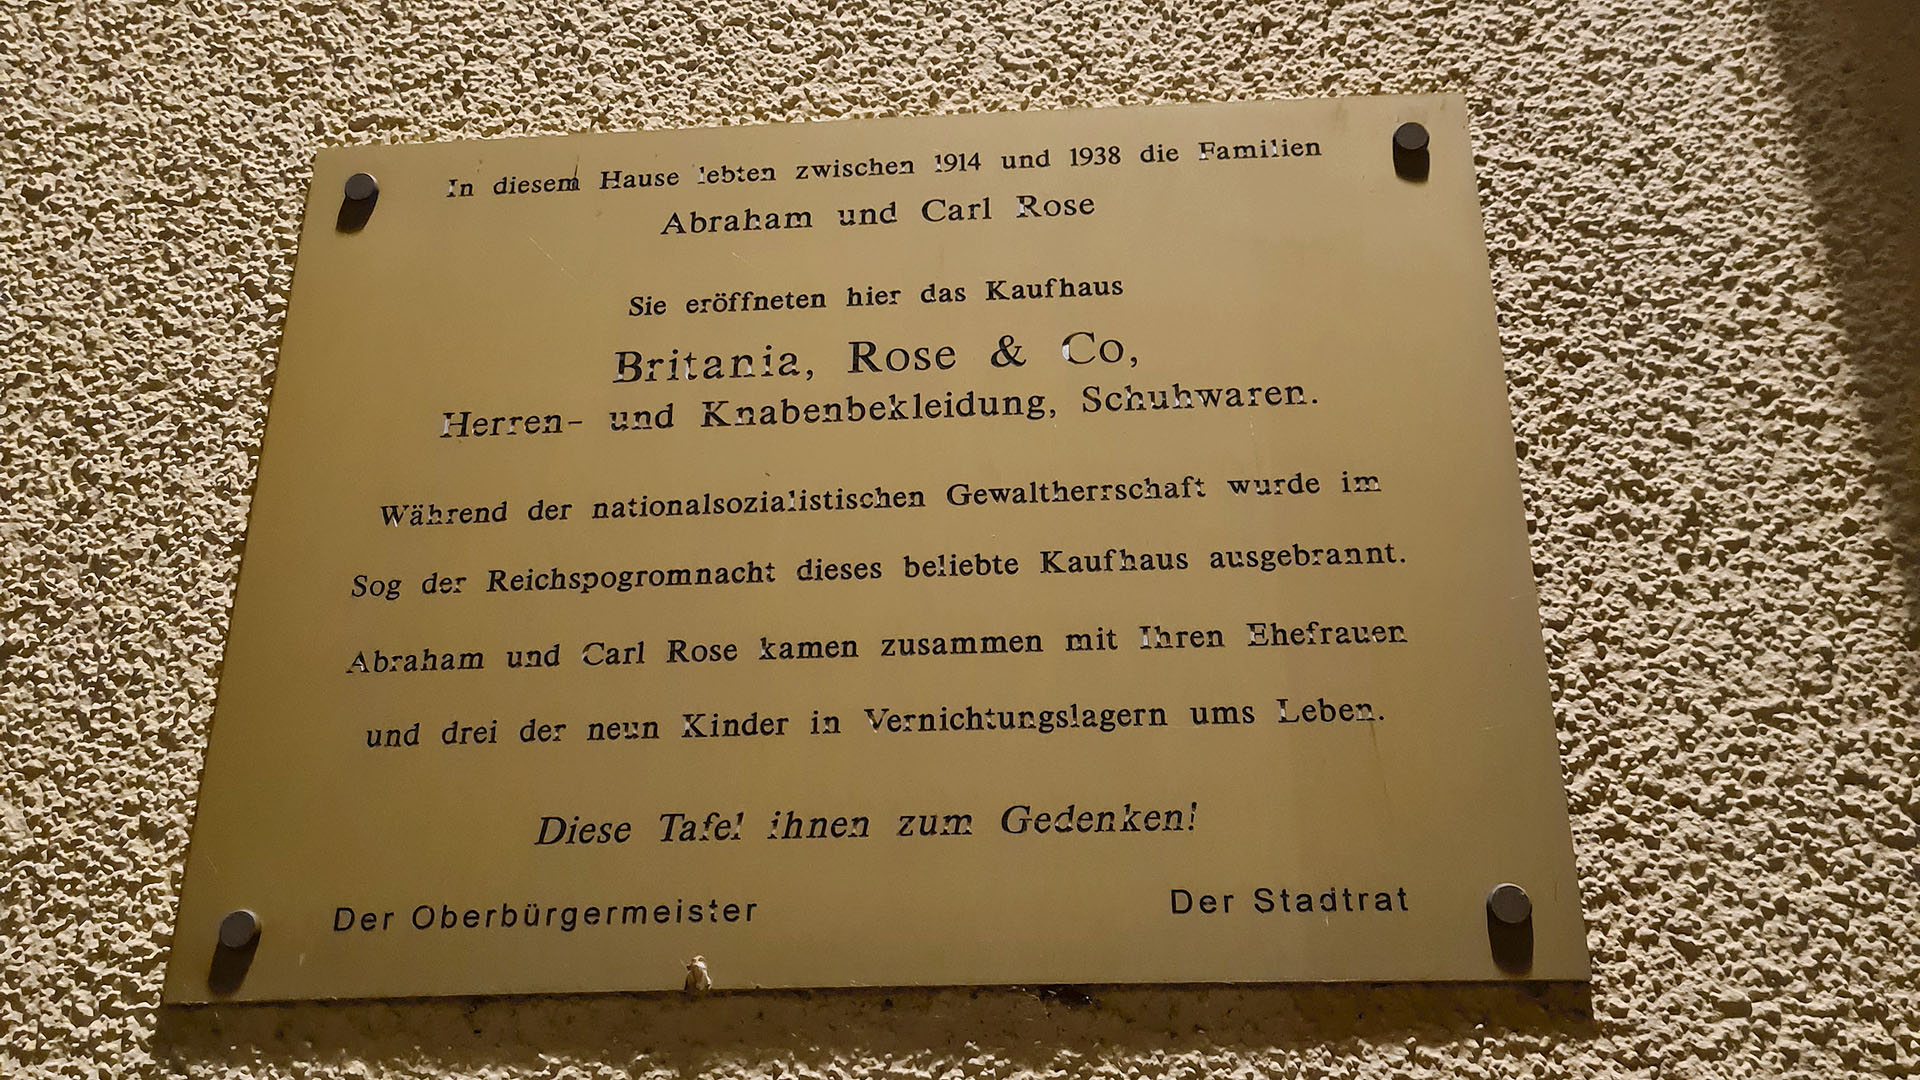 In diesem Hause lebten zwischen 1914 und 1938 die Familien
Abraham und Carl Rose
Sie eröffneten hier das Kaufhaus
Britania, Rose & Co,
Herren- und Knabenbekleidung, Schuhwaren.
Während der nationalsozialistischen Gewaltherrschaft wurde im
Sog der Reichspogromnacht dieses beliebte Kaufhaus ausgebrannt.
Abraham und Carl Rose kamen zusammen mit Ihren Ehefrauen
und drei der neun Kinder in Vernichtungslagern ums Leben.
Diese Tafel ihnen zum Gedenken!
Der Oberbürgermeister Der Stadtrat